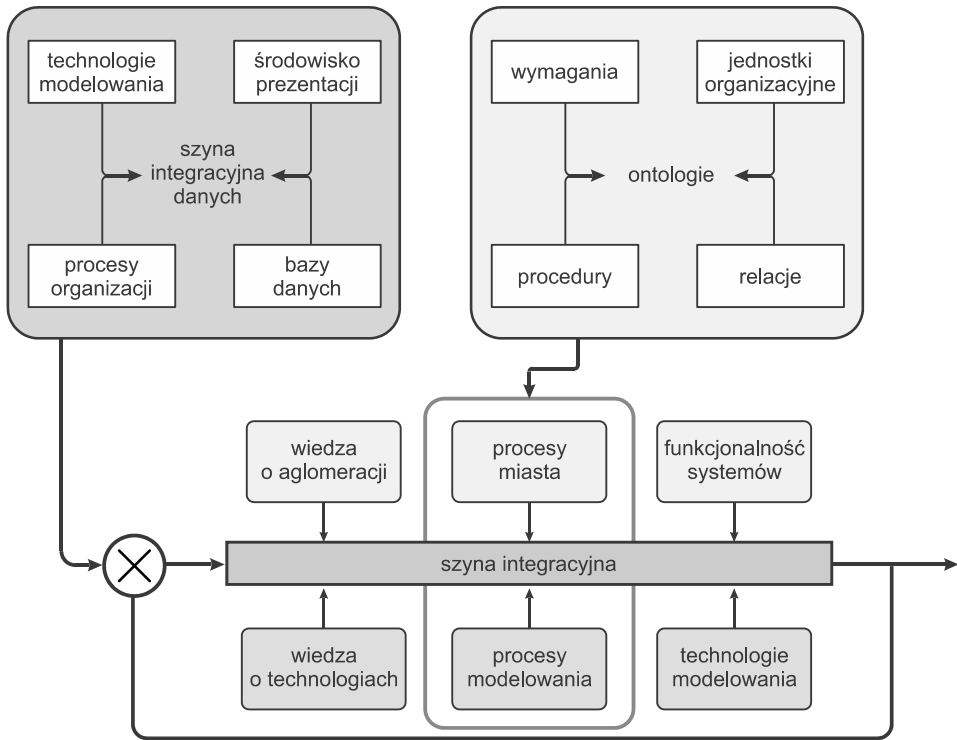 technologie
modelowania
środowisko
prezentacji
szyna
integracyjna
danych
procesy
organizacji
bazy
danych
wymagania
jednostki
organizacyjne
ontologie
procedury
relacje
wiedza
o aglomeracji
procesy
miasta
funkcjonalność
systemów
szyna integracyjna
wiedza
o technologiach
procesy
modelowania
technologie
modelowania